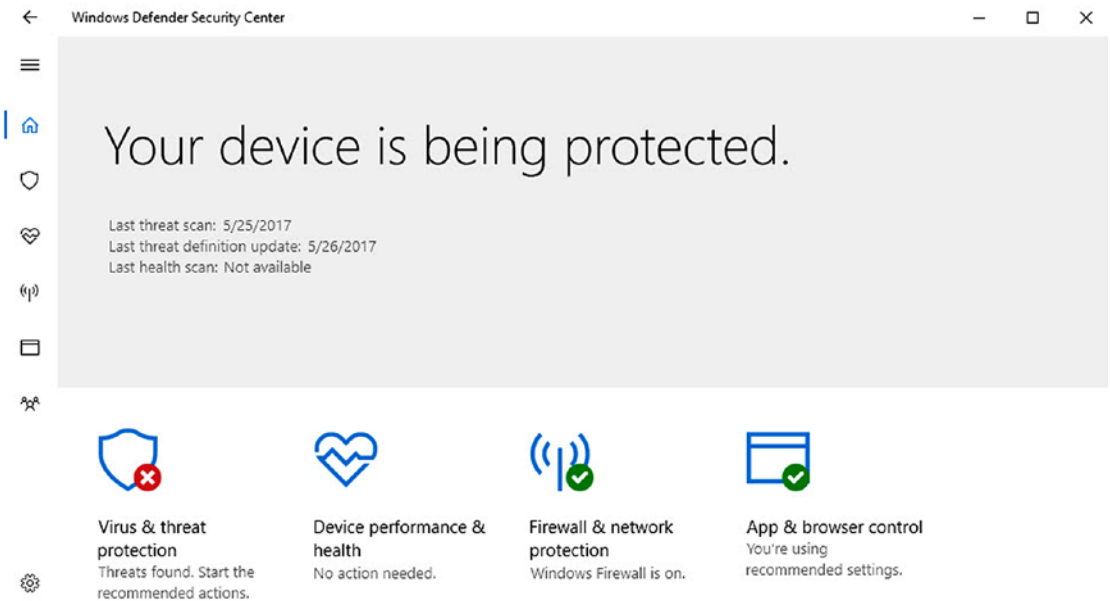 Windows Defender Security Center
Your device is being protected.
Last threat scan: 5/25/2017
Last threat definition update: 5/26/2017
Last health scan: Not available
Virus & threat
protection
Threats found. Start the
recommended actions.
Device performance &
health
No action needed.
Firewall & network
protection
Windows Firewall is on.
App & browser control
You're using
recommended settings.